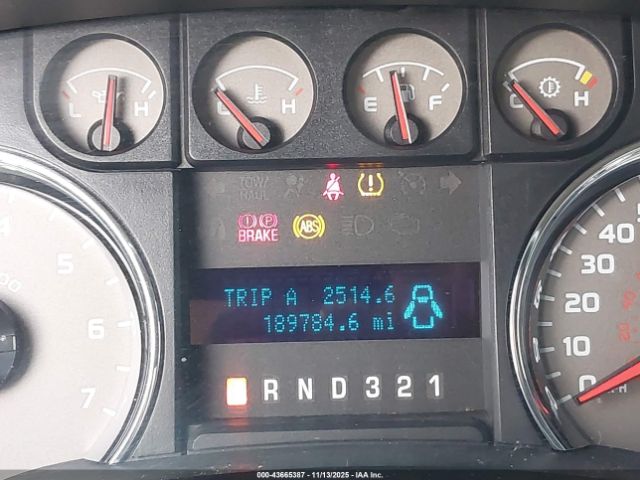 L H
C H
E F
C H
TOW/
HAUL
BRAKE
ABS
TRIP A 2514.6
189784.6 mi
R N D 3 2 1
4
5
6
7
40
30
20
10
0
000-43665387 - 11/13/2025 - IAA Inc.